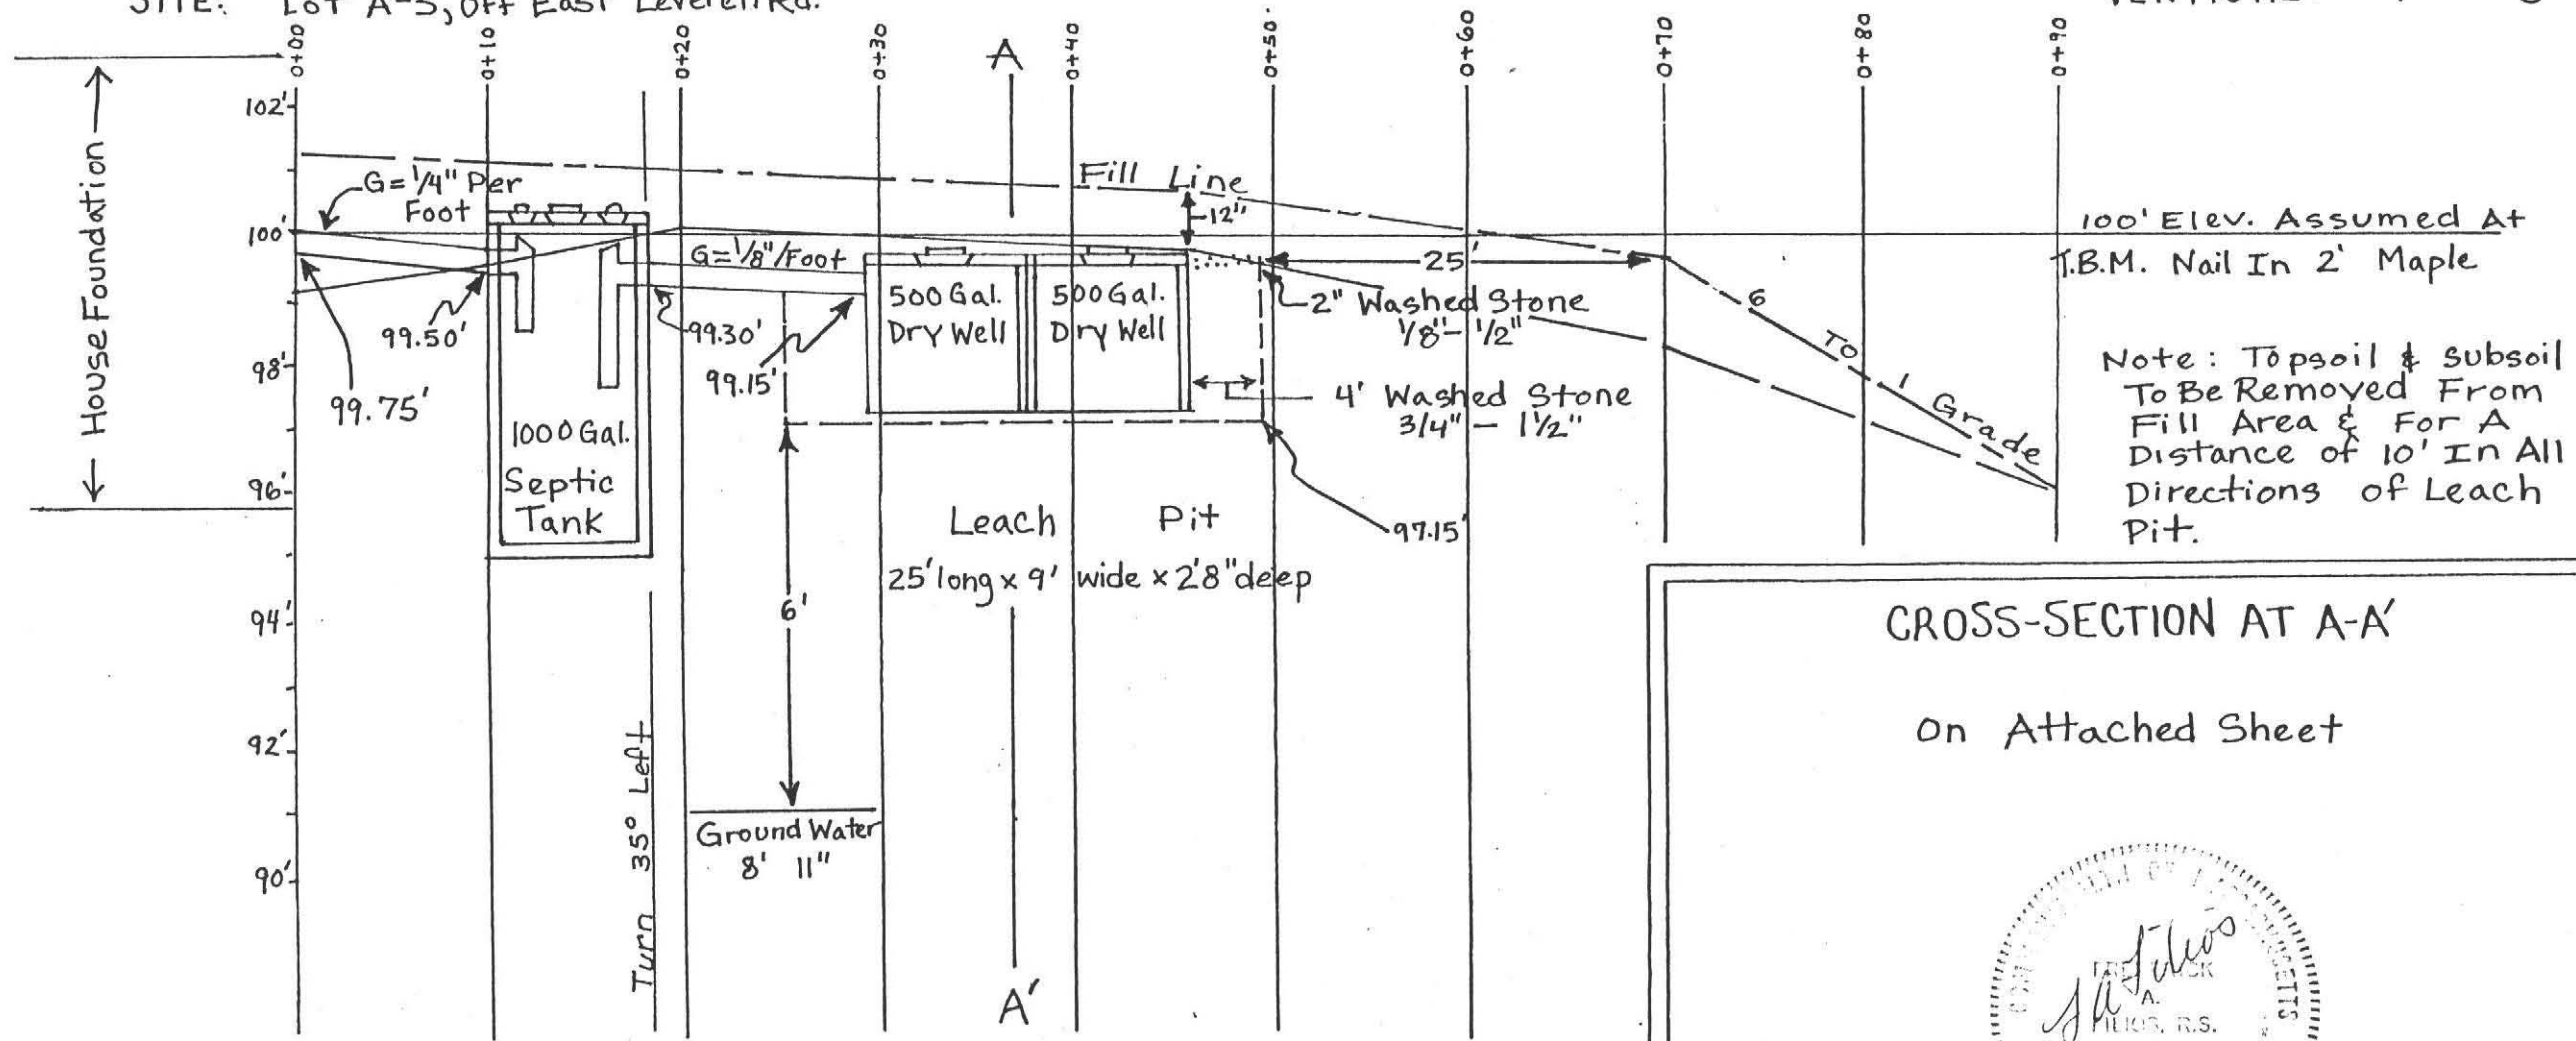 SITE: Lot A-5, Off East Leverett Rd.
0+00
0+10
0+20
0+30
A
0+40
0+50
0+60
0+70
0+80
0+90
102'
100'
98'
96'
94'
92'
90'
House Foundation
G=1/4" Per
Foot
Fill Line
12"
G=1/8"/Foot
25'
100' Elev. Assumed At
T.B.M. Nail In 2' Maple
99.50'
99.75'
99.30'
99.15'
500 Gal.
Dry Well
500 Gal.
Dry Well
2" Washed Stone
1/8"- 1/2"
4' Washed Stone
3/4" - 1 1/2"
6 To 1 Grade
Note: Topsoil & subsoil
To Be Removed From
Fill Area & For A
Distance of 10' In All
Directions of Leach
Pit.
1000 Gal.
Septic
Tank
Leach Pit
25' long x 9' wide x 2'8" deep
97.15'
6'
Ground Water
8' 11"
Turn 35° Left
A'
CROSS-SECTION AT A-A'
On Attached Sheet
A.
FILIOS, R.S.